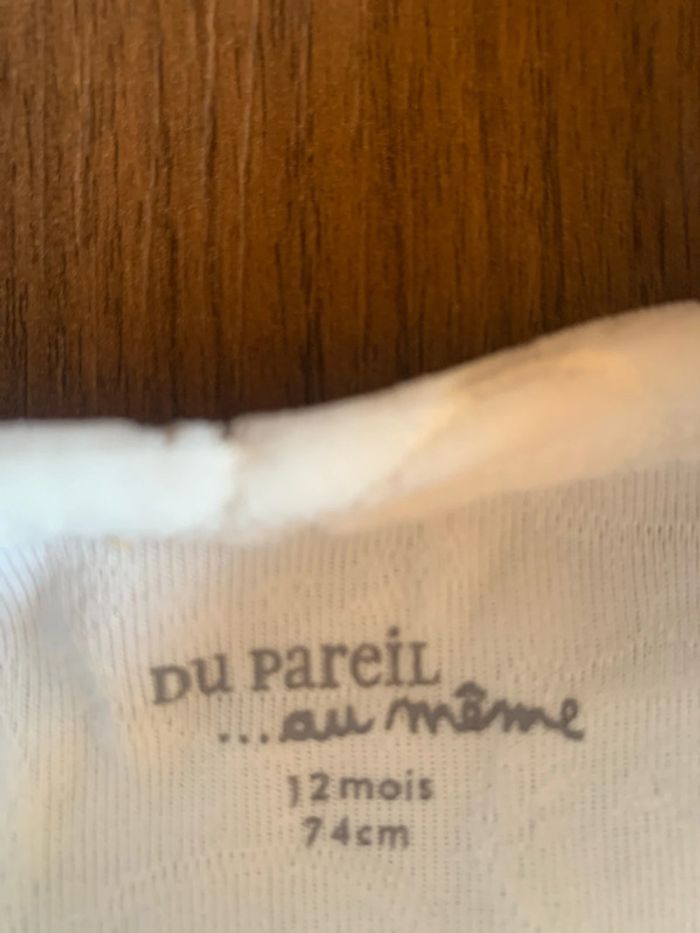 DU PareiL
...au même
12 mois
74cm